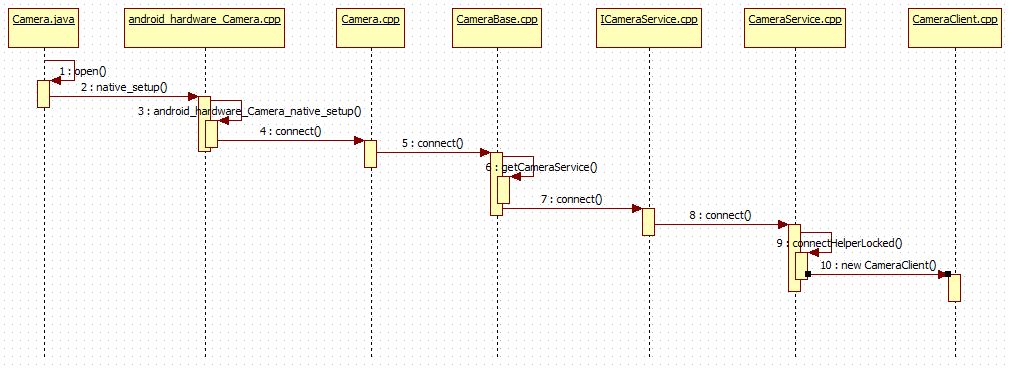 Camera.java
android_hardware_Camera.cpp
Camera.cpp
CameraBase.cpp
ICameraService.cpp
CameraService.cpp
CameraClient.cpp
1 : open()
2 : native_setup()
3 : android_hardware_Camera_native_setup()
4 : connect()
5 : connect()
6 : getCameraService()
7 : connect()
8 : connect()
9 : connectHelperLocked()
10 : new CameraClient()